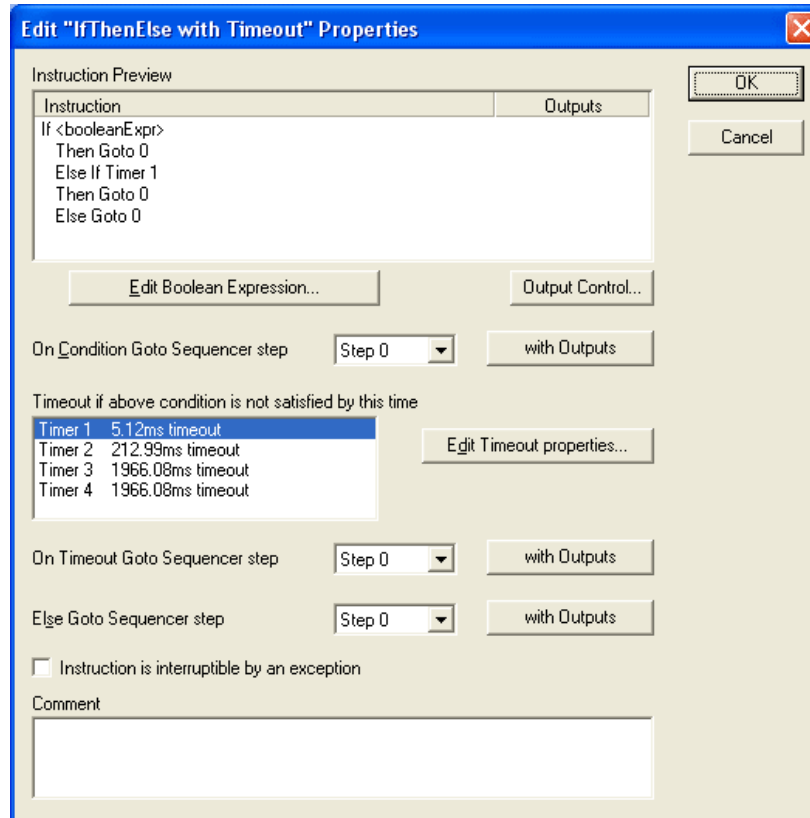 Edit "IfThenElse with Timeout" Properties
Instruction Preview
Instruction Outputs
If <booleanExpr>
Then Goto 0
Else If Timer 1
Then Goto 0
Else Goto 0
OK
Cancel
Edit Boolean Expression...
Output Control...
On Condition Goto Sequencer step Step 0 with Outputs
Timeout if above condition is not satisfied by this time
Timer 1 5.12ms timeout
Timer 2 212.99ms timeout
Timer 3 1966.08ms timeout
Timer 4 1966.08ms timeout
Edit Timeout properties...
On Timeout Goto Sequencer step Step 0 with Outputs
Else Goto Sequencer step Step 0 with Outputs
Instruction is interruptible by an exception
Comment